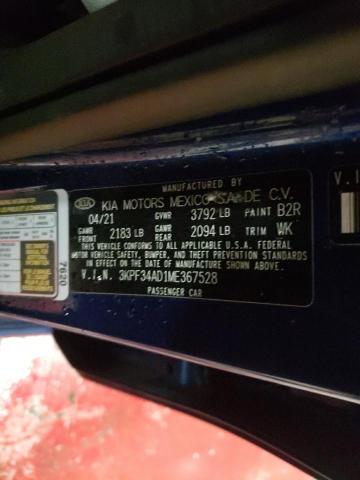 MANUFACTURED BY
KIA KIA MOTORS MEXICO S.A. DE C.V.
04/21 GVWR 3792 LB PAINT B2R
GAWR FRONT 2183 LB GAWR REAR 2094 LB TRIM WK
THIS VEHICLE CONFORMS TO ALL APPLICABLE U.S.A. FEDERAL
MOTOR VEHICLE SAFETY, BUMPER, AND THEFT PREVENTION STANDARDS
IN EFFECT ON THE DATE OF MANUFACTURE SHOWN ABOVE.
V.I.N. 3KPF34AD1ME367528
PASSENGER CAR
7620
V.I